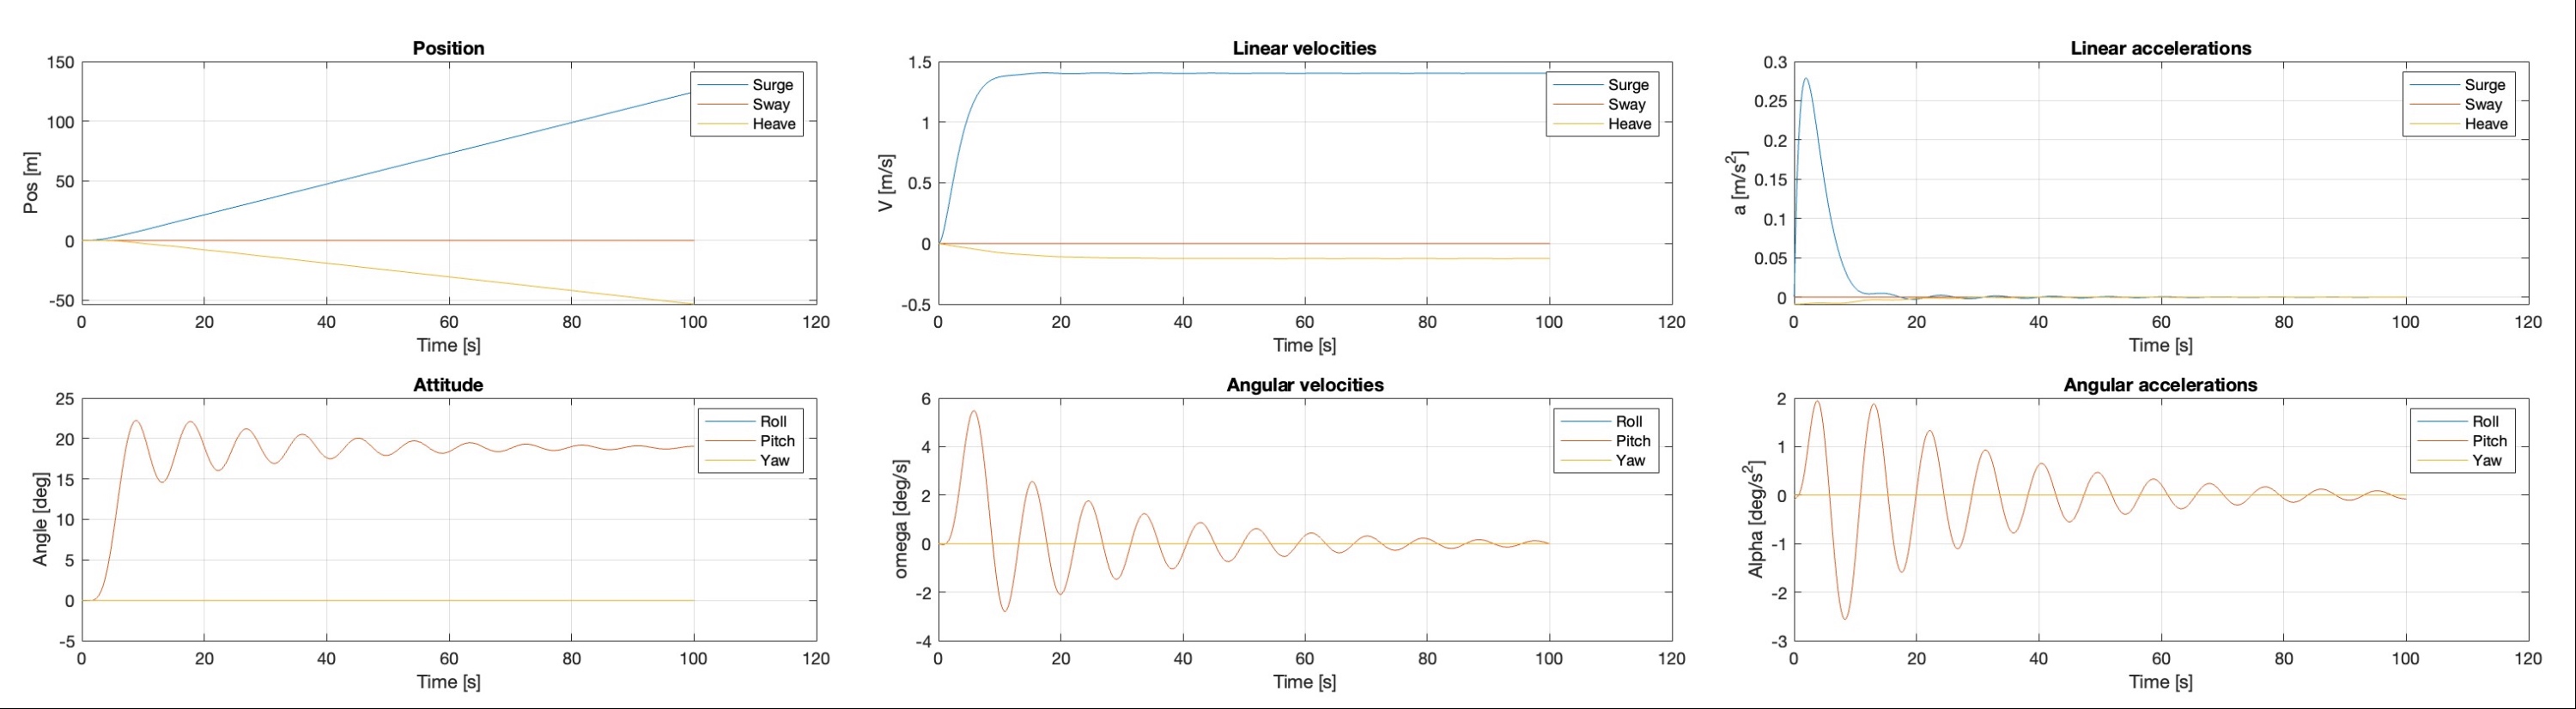 Position
150
100
50
0
-50
Pos [m]
0 20 40 60 80 100 120
Time [s]
Surge
Sway
Heave
Linear velocities
1.5
1
0.5
0
-0.5
V [m/s]
0 20 40 60 80 100 120
Time [s]
Surge
Sway
Heave
Linear accelerations
0.3
0.25
0.2
0.15
0.1
0.05
0
a [m/s²]
0 20 40 60 80 100 120
Time [s]
Surge
Sway
Heave
Attitude
25
20
15
10
5
0
-5
Angle [deg]
0 20 40 60 80 100 120
Time [s]
Roll
Pitch
Yaw
Angular velocities
6
4
2
0
-2
-4
omega [deg/s]
0 20 40 60 80 100 120
Time [s]
Roll
Pitch
Yaw
Angular accelerations
2
1
0
-1
-2
-3
Alpha [deg/s²]
0 20 40 60 80 100 120
Time [s]
Roll
Pitch
Yaw